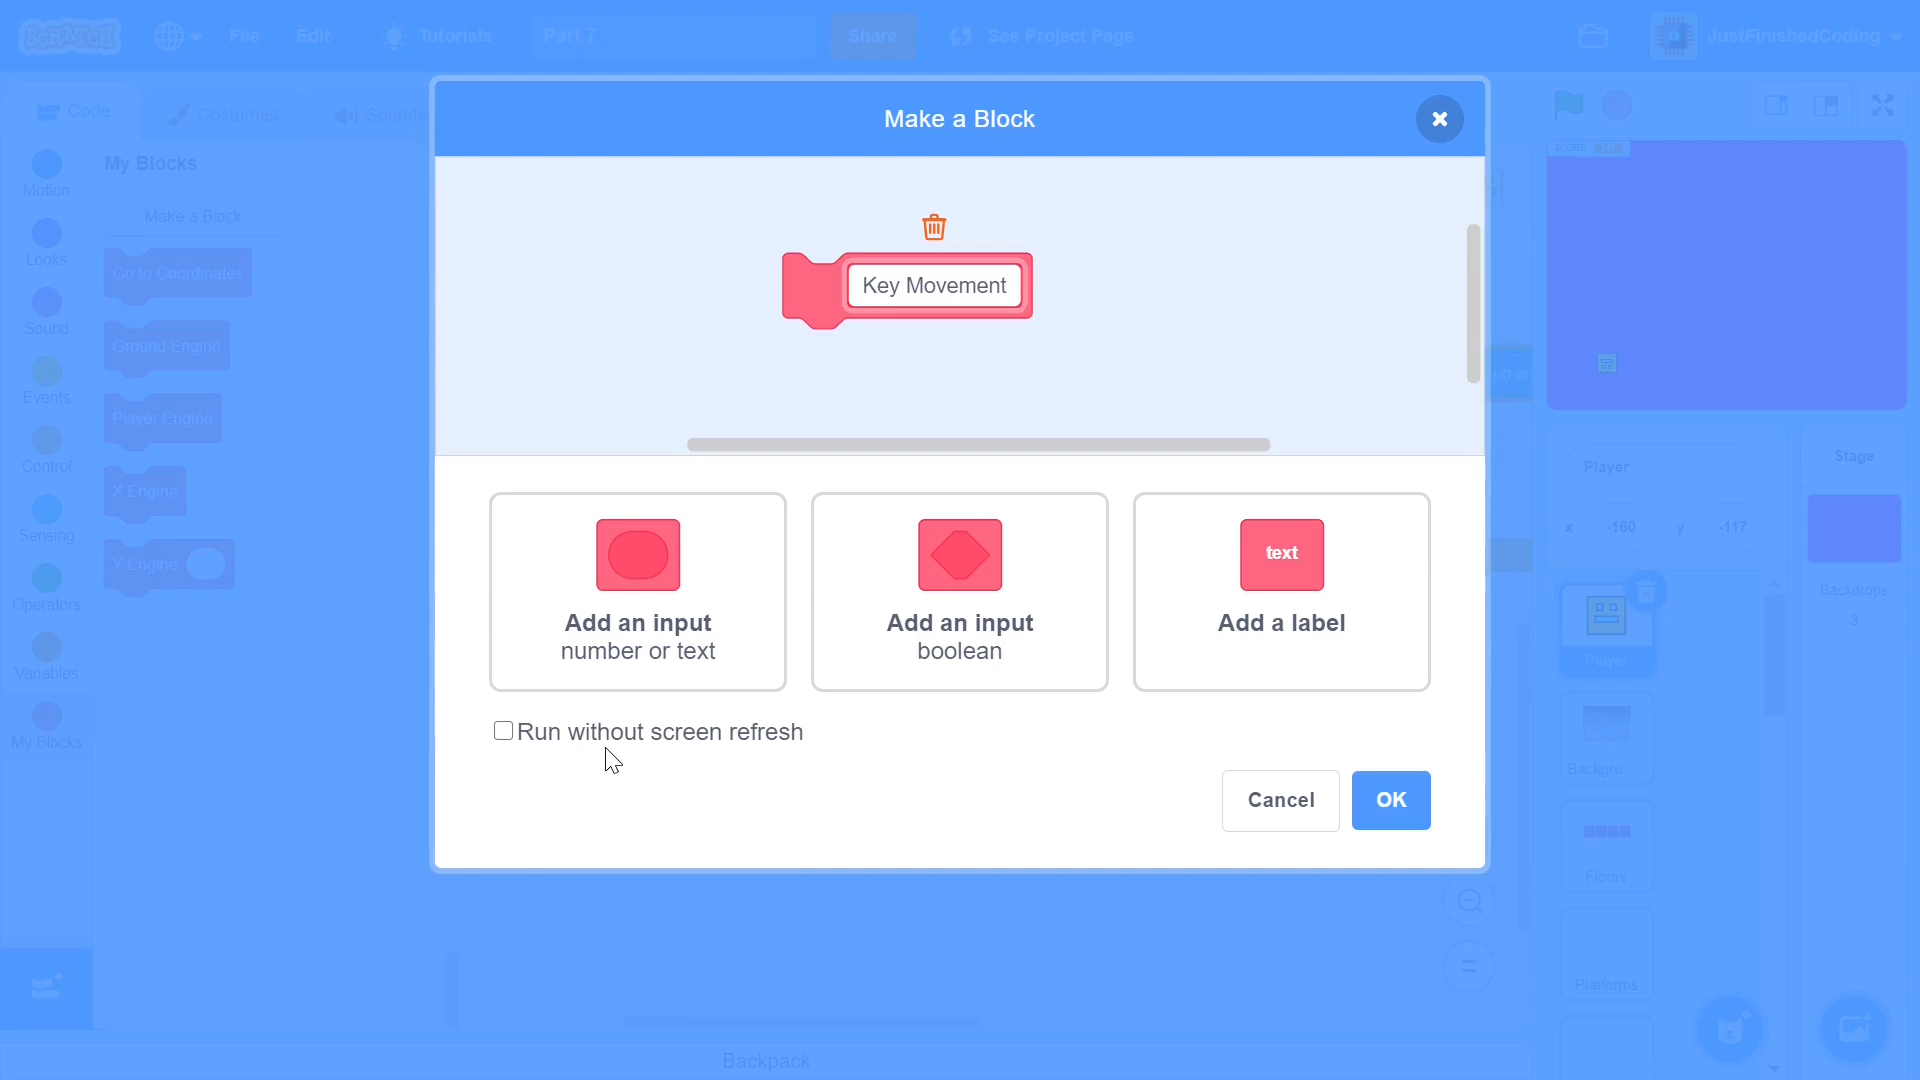 SCRATCH
File
Edit
Tutorials
Part 7
Share
See Project Page
JustFinishedCoding
Code
Costumes
Sounds
Make a Block
Motion
Looks
Sound
Events
Control
Sensing
Operators
Variables
My Blocks
My Blocks
Make a Block
Go to Coordinates
Ground Engine
Player Engine
X Engine
Y Engine
Key Movement
Add an input
number or text
Add an input
boolean
text
Add a label
Run without screen refresh
Cancel
OK
SCORE
Player
x
-160
y
-117
Stage
Backdrops
3
Player
Backgro
Floors
Platforms
Backpack